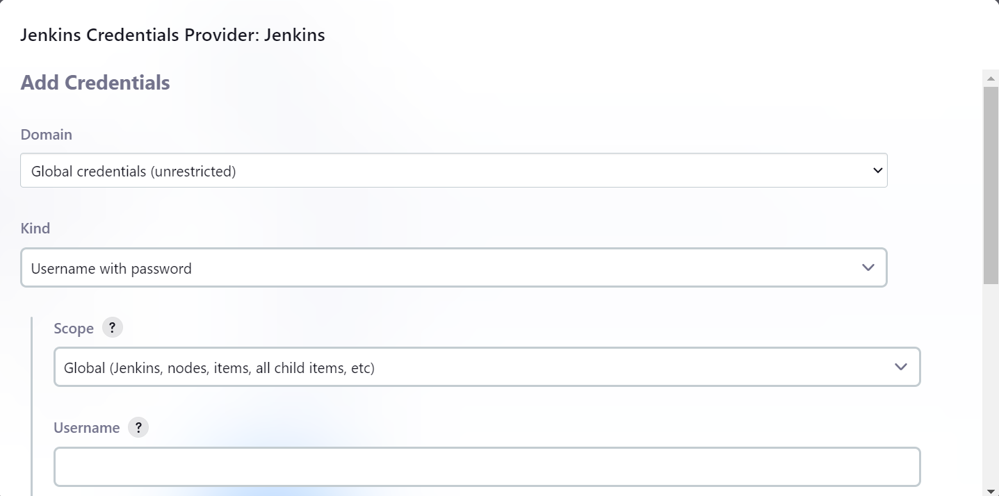 Jenkins Credentials Provider: Jenkins
Add Credentials
Domain
Global credentials (unrestricted)
Kind
Username with password
Scope ?
Global (Jenkins, nodes, items, all child items, etc)
Username ?